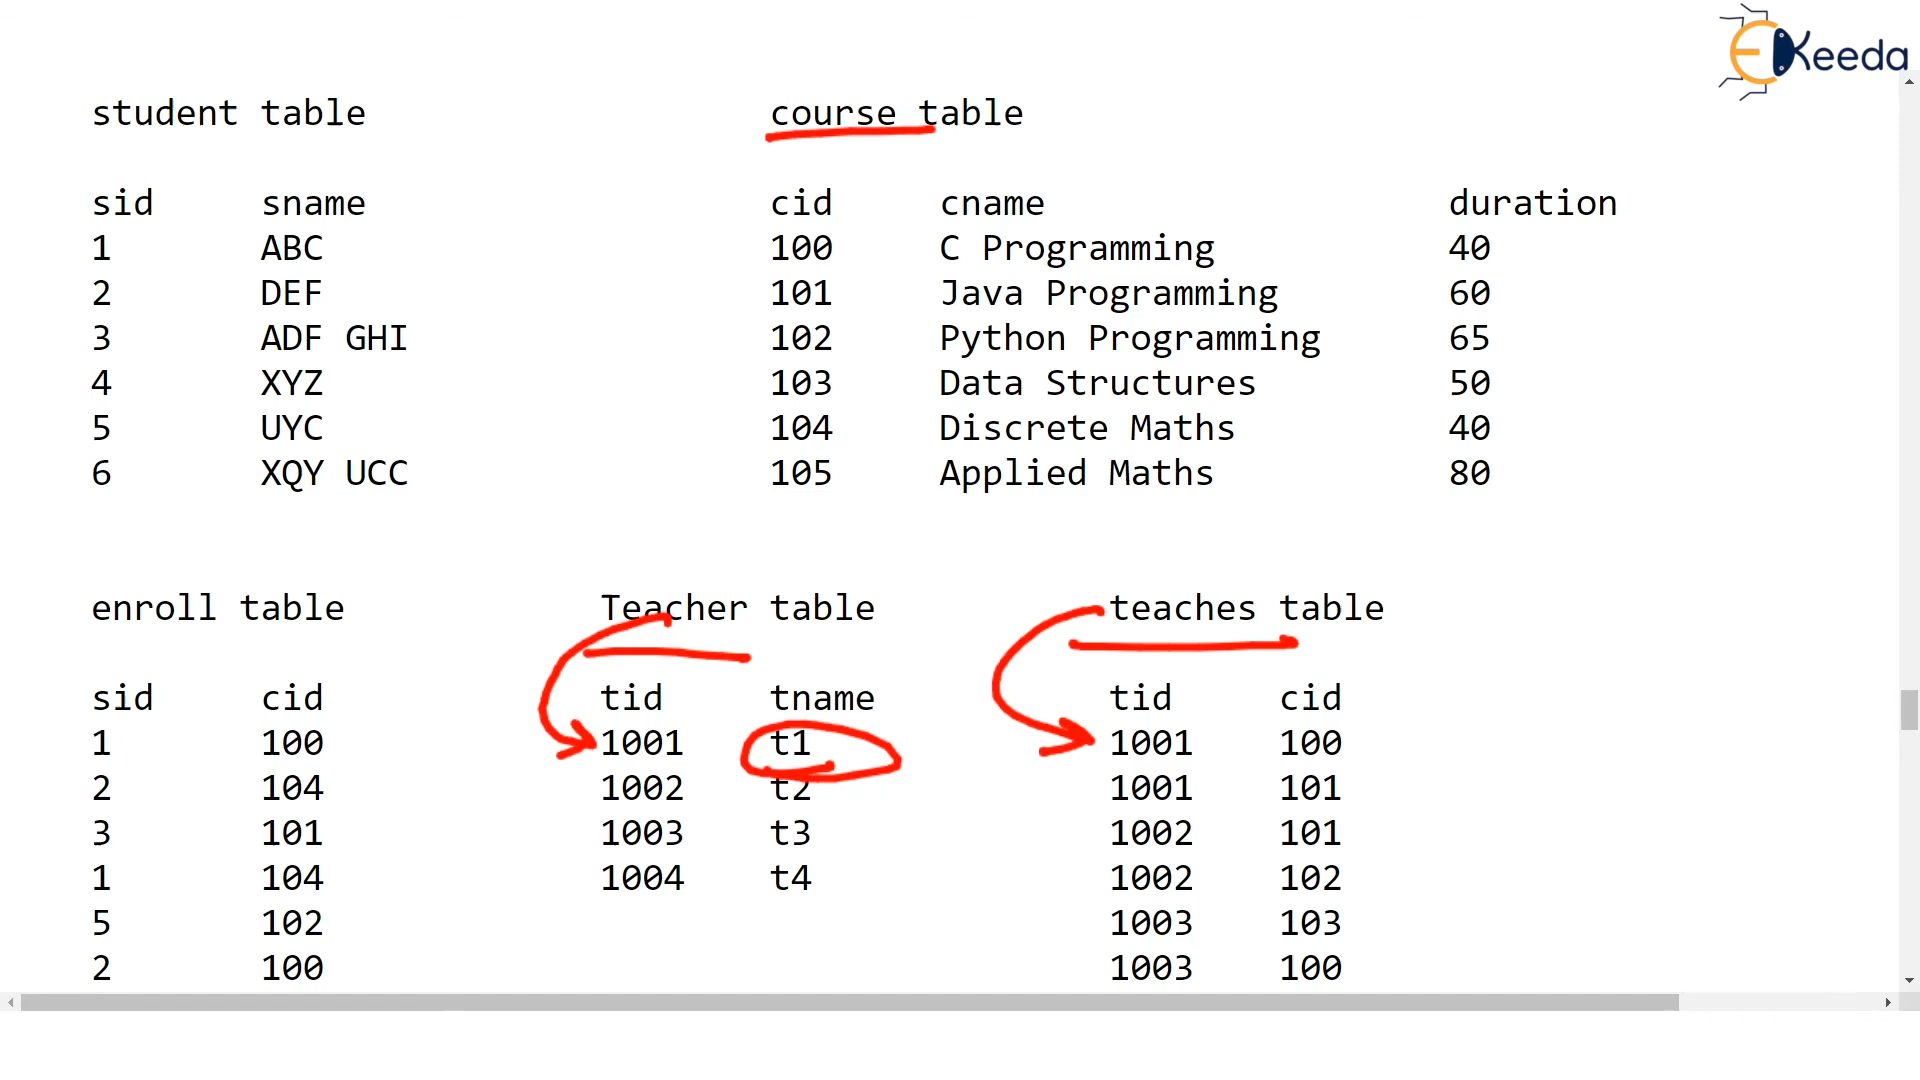 EKeeda
student table course table
sid sname cid cname duration
1 ABC 100 C Programming 40
2 DEF 101 Java Programming 60
3 ADF GHI 102 Python Programming 65
4 XYZ 103 Data Structures 50
5 UYC 104 Discrete Maths 40
6 XQY UCC 105 Applied Maths 80
enroll table Teacher table teaches table
sid cid tid tname tid cid
1 100 1001 t1 1001 100
2 104 1002 t2 1001 101
3 101 1003 t3 1002 101
1 104 1004 t4 1002 102
5 102 1003 103
2 100 1003 100